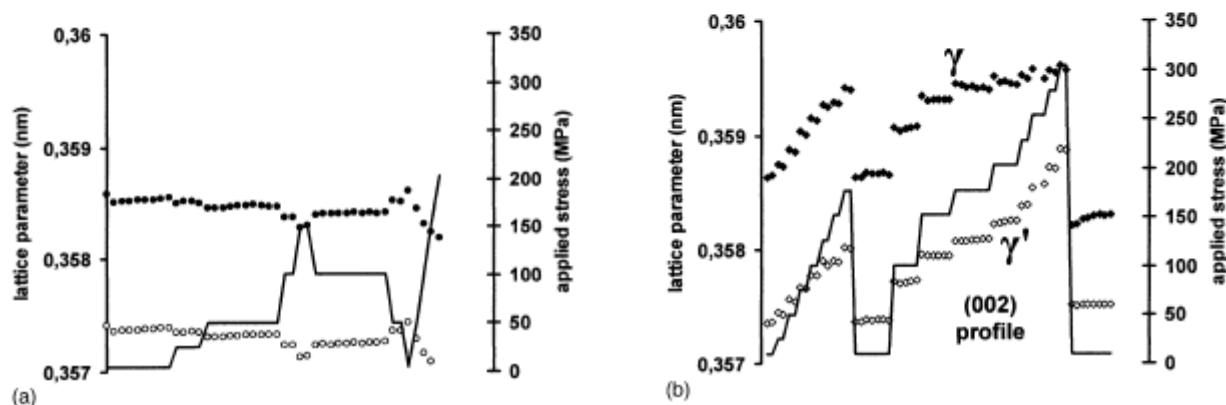 0,36
0,359
0,358
0,357
lattice parameter (nm)
350
300
250
200
150
100
50
0
applied stress (MPa)
(a)
0,36
0,359
0,358
0,357
lattice parameter (nm)
γ
γ'
(002)
profile
350
300
250
200
150
100
50
0
applied stress (MPa)
(b)